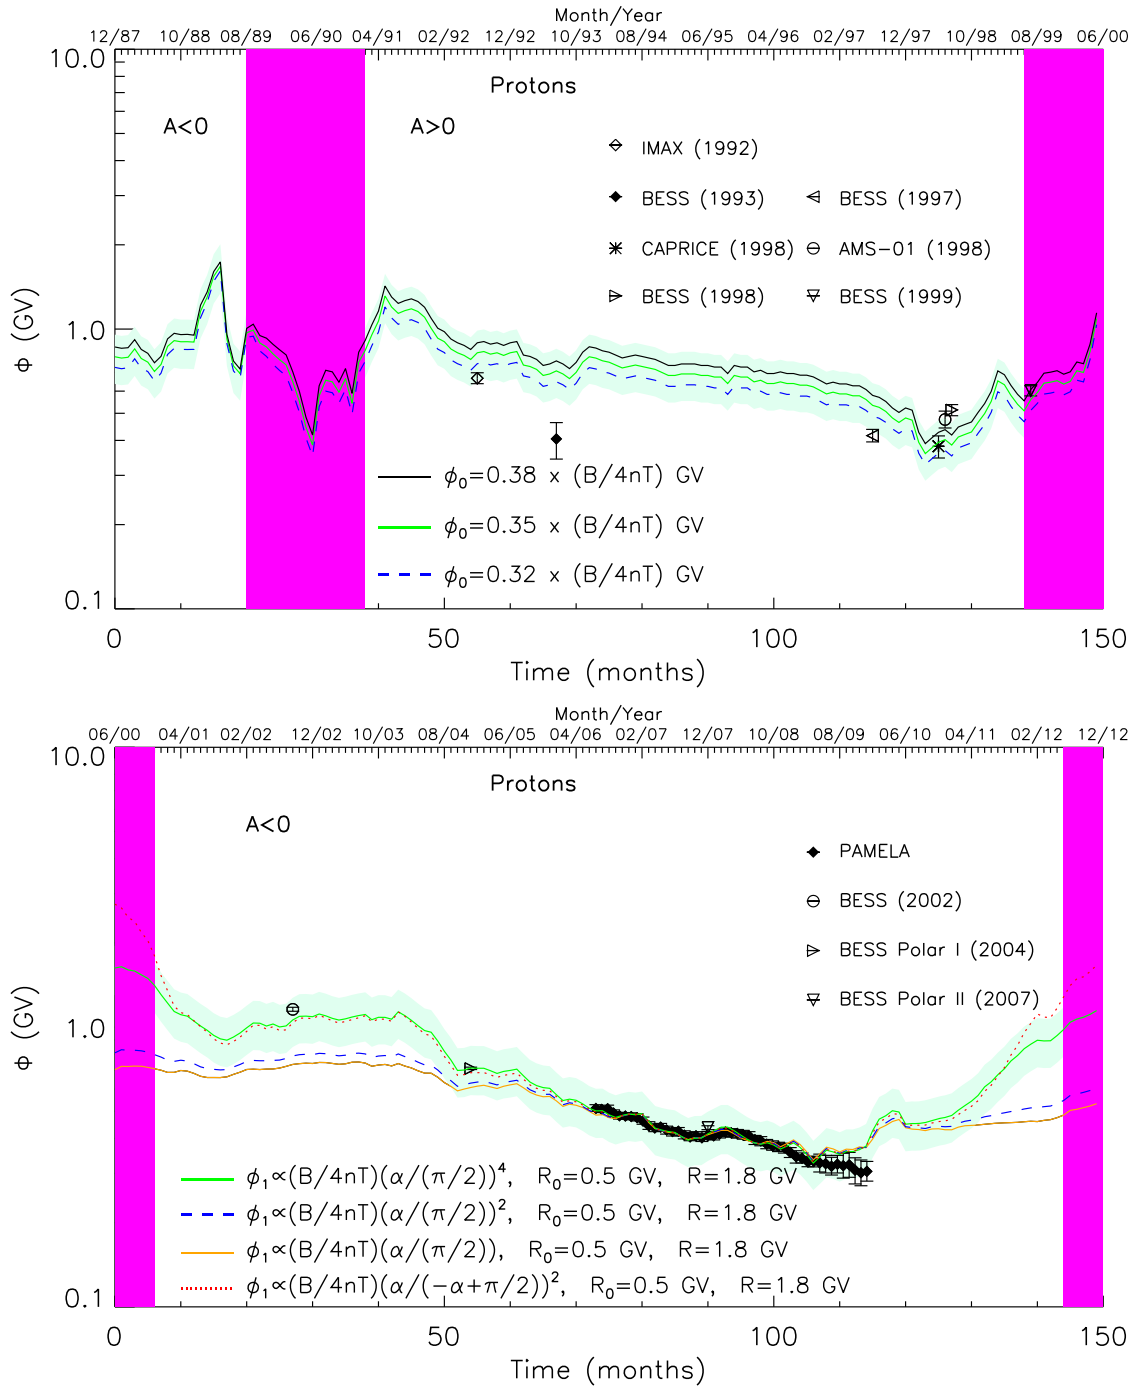 Month/Year
12/87 10/88 08/89 06/90 04/91 02/92 12/92 10/93 08/94 06/95 04/96 02/97 12/97 10/98 08/99 06/00
10.0
Protons
A<0 A>0
IMAX (1992)
BESS (1993) BESS (1997)
CAPRICE (1998) AMS-01 (1998)
BESS (1998) BESS (1999)
1.0
Φ (GV)
ϕ₀=0.38 x (B/4nT) GV
ϕ₀=0.35 x (B/4nT) GV
ϕ₀=0.32 x (B/4nT) GV
0.1
0 50 100 150
Time (months)
Month/Year
06/00 04/01 02/02 12/02 10/03 08/04 06/05 04/06 02/07 12/07 10/08 08/09 06/10 04/11 02/12 12/12
10.0
Protons
A<0
PAMELA
BESS (2002)
BESS Polar I (2004)
BESS Polar II (2007)
1.0
Φ (GV)
ϕ₁∝(B/4nT)(α/(π/2))⁴, R₀=0.5 GV, R=1.8 GV
ϕ₁∝(B/4nT)(α/(π/2))², R₀=0.5 GV, R=1.8 GV
ϕ₁∝(B/4nT)(α/(π/2)), R₀=0.5 GV, R=1.8 GV
ϕ₁∝(B/4nT)(α/(-α+π/2))², R₀=0.5 GV, R=1.8 GV
0.1
0 50 100 150
Time (months)